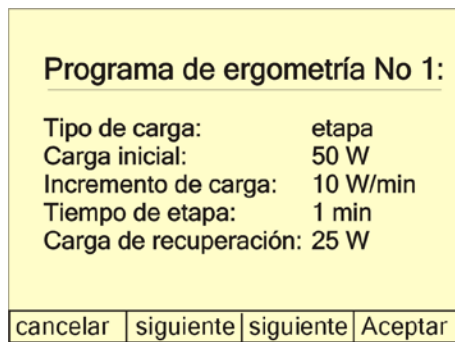 Programa de ergometría No 1:
Tipo de carga: etapa
Carga inicial: 50 W
Incremento de carga: 10 W/min
Tiempo de etapa: 1 min
Carga de recuperación: 25 W
cancelar siguiente siguiente Aceptar